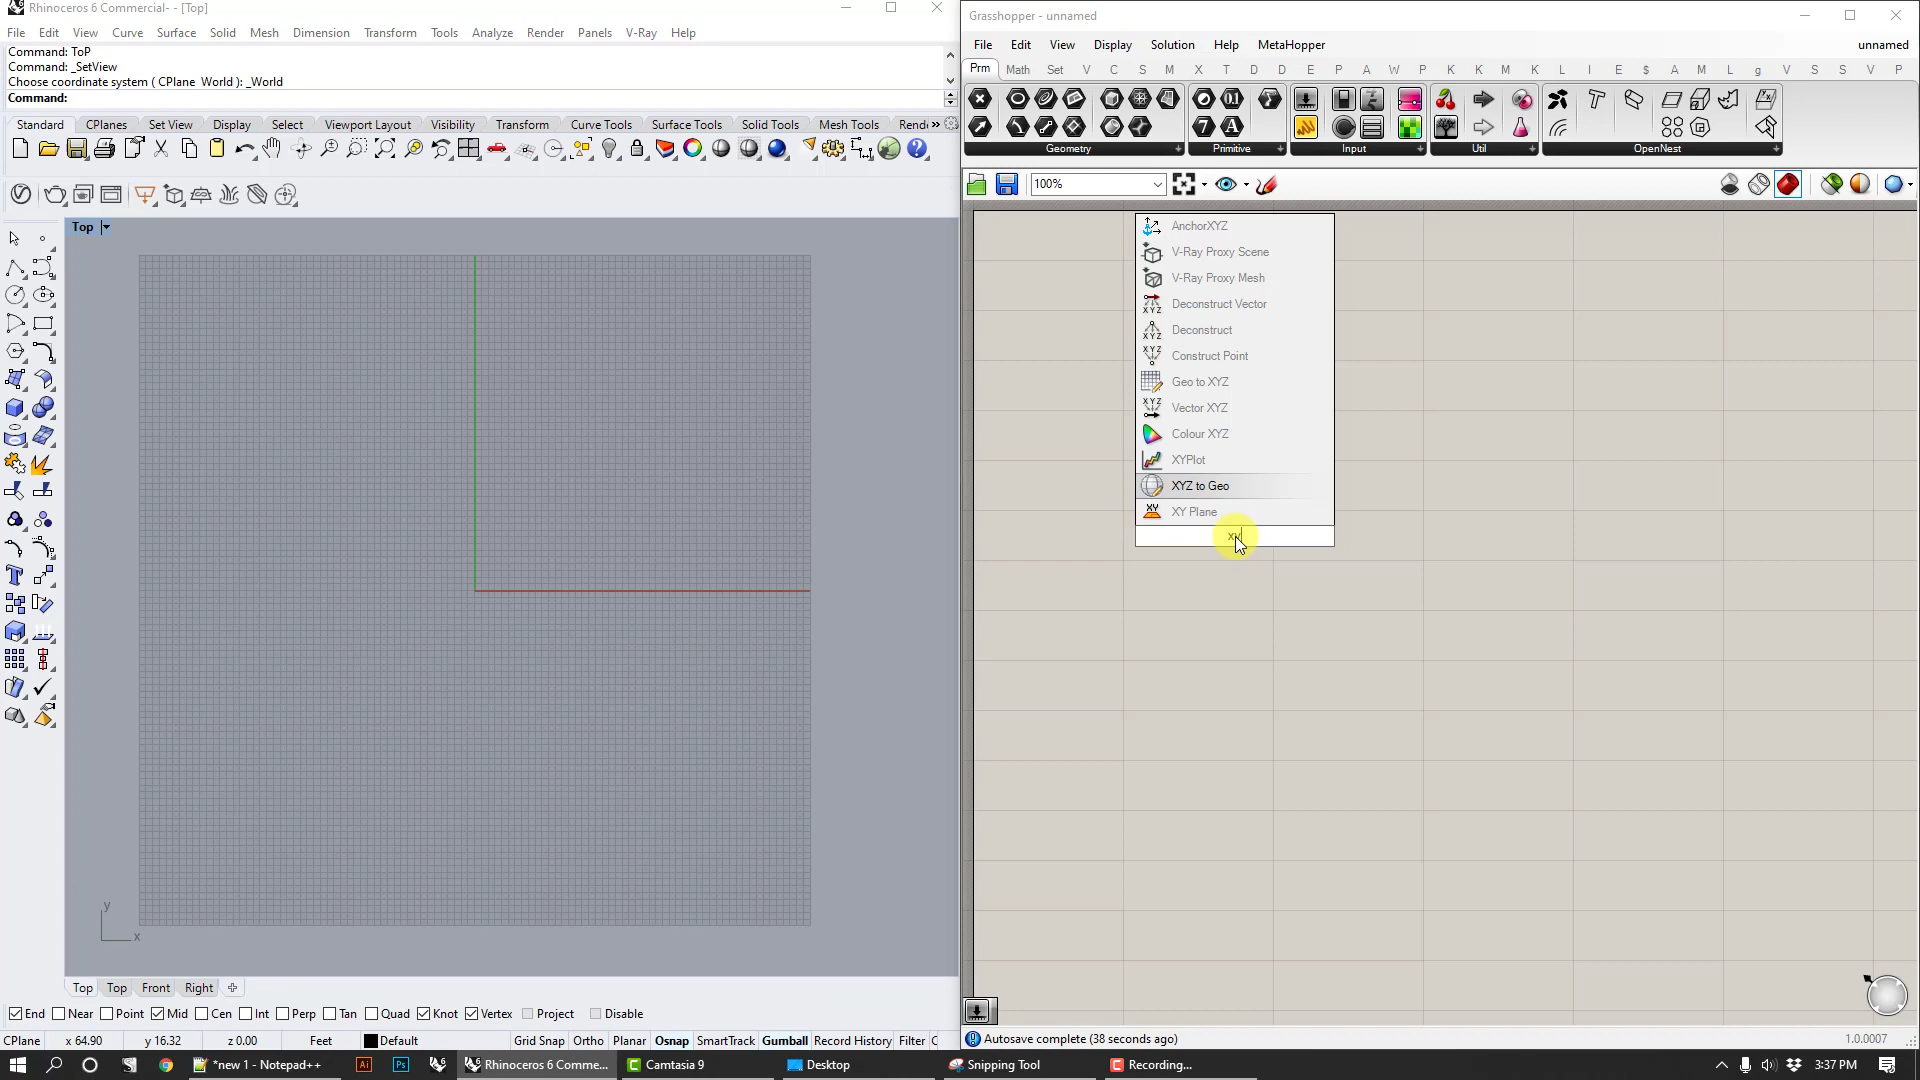 Rhinoceros 6 Commercial- - [Top]
File Edit View Curve Surface Solid Mesh Dimension Transform Tools Analyze Render Panels V-Ray Help
Command: ToP
Command: _SetView
Choose coordinate system ( CPlane World ): _World
Command:
Standard CPlanes Set View Display Select Viewport Layout Visibility Transform Curve Tools Surface Tools Solid Tools Mesh Tools Rende »
Top
y
x
Top Top Front Right
End Near Point Mid Cen Int Perp Tan Quad Knot Vertex Project Disable
CPlane x 64.90 y 16.32 z 0.00 Feet Default Grid Snap Ortho Planar Osnap SmartTrack Gumball Record History Filter C
Grasshopper - unnamed
File Edit View Display Solution Help MetaHopper unnamed
Prm Math Set V C S M X T D D E P A W P K K M K L I E $ A M L g V S S V P
Geometry Primitive Input Util OpenNest
100%
AnchorXYZ
V-Ray Proxy Scene
V-Ray Proxy Mesh
Deconstruct Vector
Deconstruct
Construct Point
Geo to XYZ
Vector XYZ
Colour XYZ
XYPlot
XYZ to Geo
XY Plane
xy
Autosave complete (38 seconds ago) 1.0.0007
*new 1 - Notepad++ Ai Ps Rhinoceros 6 Comme... Camtasia 9 Desktop Snipping Tool Recording... 3:37 PM